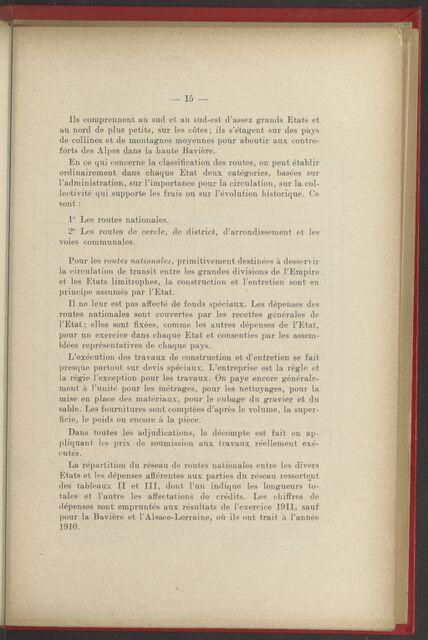 — 15 —
Ils comprennent au sud et au sud-est d'assez grands Etats et
au nord de plus petits, sur les côtes; ils s'étagent sur des pays
de collines et de montagnes moyennes pour aboutir aux contre-
forts des Alpes dans la haute Bavière.
En ce qui concerne la classification des routes, on peut établir
ordinairement dans chaque Etat deux catégories, basées sur
l'administration, sur l'importance pour la circulation, sur la col-
lectivité qui supporte les frais ou sur l'évolution historique. Ce
sont :
1° Les routes nationales.
2° Les routes de cercle, de district, d'arrondissement et les
voies communales.
Pour les routes nationales, primitivement destinées à desservir
la circulation de transit entre les grandes divisions de l'Empire
et les Etats limitrophes, la construction et l'entretien sont en
principe assumés par l'Etat.
Il ne leur est pas affecté de fonds spéciaux. Les dépenses des
routes nationales sont couvertes par les recettes générales de
l'Etat; elles sont fixées, comme les autres dépenses de l'Etat,
pour un exercice dans chaque Etat et consenties par les assem-
blées représentatives de chaque pays.
L'exécution des travaux de construction et d'entretien se fait
presque partout sur devis spéciaux. L'entreprise est la règle et
la régie l'exception pour les travaux. On paye encore générale-
ment à l'unité pour les métrages, pour les nettoyages, pour la
mise en place des matériaux, pour le cubage du gravier et du
sable. Les fournitures sont comptées d'après le volume, la super-
ficie, le poids ou encore à la pièce.
Dans toutes les adjudications, le décompte est fait en ap-
pliquant les prix de soumission aux travaux réellement exé-
cutés.
La répartition du réseau de routes nationales entre les divers
Etats et les dépenses afférentes aux parties du réseau ressortent
des tableaux II et III, dont l'un indique les longueurs to-
tales et l'autre les affectations de crédits. Les chiffres de
dépenses sont empruntés aux résultats de l'exercice 1911, sauf
pour la Bavière et l'Alsace-Lorraine, où ils ont trait à l'année
1910.